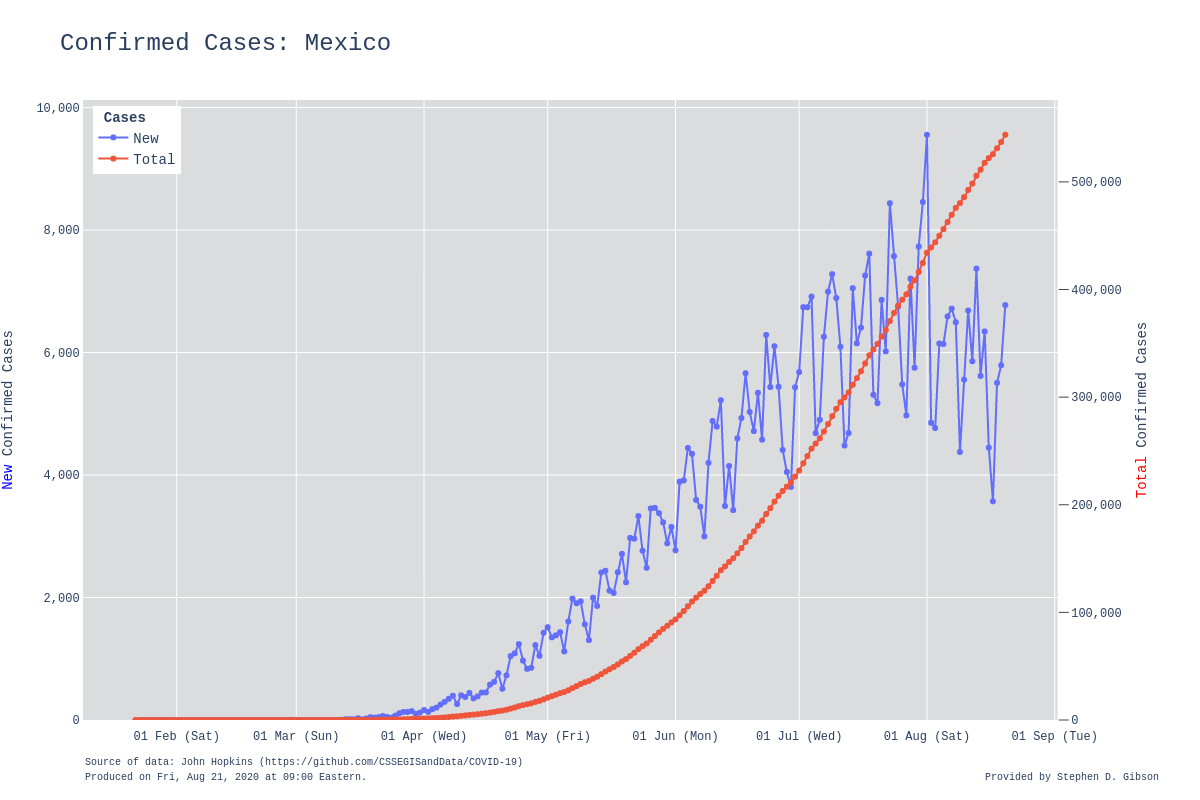 Confirmed Cases: Mexico
Cases
New
Total
10,000
8,000
6,000
4,000
2,000
0
500,000
400,000
300,000
200,000
100,000
0
New Confirmed Cases
Total Confirmed Cases
01 Feb (Sat) 01 Mar (Sun) 01 Apr (Wed) 01 May (Fri) 01 Jun (Mon) 01 Jul (Wed) 01 Aug (Sat) 01 Sep (Tue)
Source of data: John Hopkins (https://github.com/CSSEGISandData/COVID-19)
Produced on Fri, Aug 21, 2020 at 09:00 Eastern.
Provided by Stephen D. Gibson